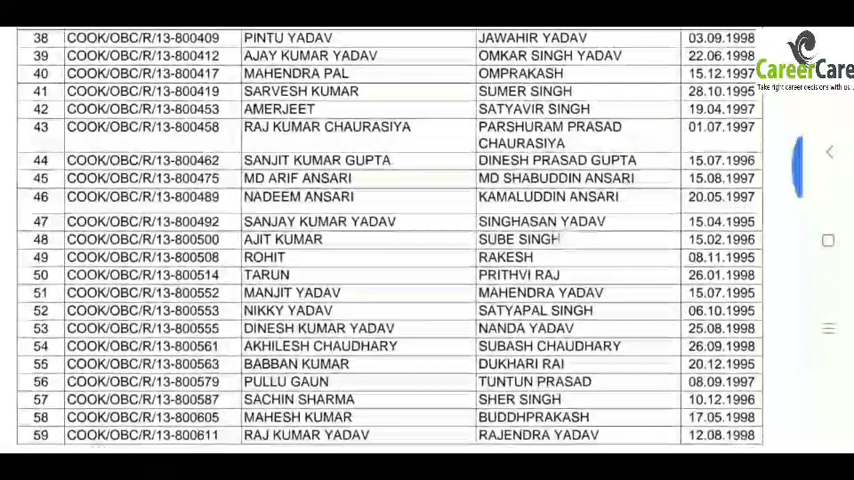 38 COOK/OBC/R/13-800409 PINTU YADAV JAWAHIR YADAV 03.09.1998
39 COOK/OBC/R/13-800412 AJAY KUMAR YADAV OMKAR SINGH YADAV 22.06.1998
40 COOK/OBC/R/13-800417 MAHENDRA PAL OMPRAKASH 15.12.1997
41 COOK/OBC/R/13-800419 SARVESH KUMAR SUMER SINGH 28.10.1995
42 COOK/OBC/R/13-800453 AMERJEET SATYAVIR SINGH 19.04.1997
43 COOK/OBC/R/13-800458 RAJ KUMAR CHAURASIYA PARSHURAM PRASAD 01.07.1997
CHAURASIYA
44 COOK/OBC/R/13-800462 SANJIT KUMAR GUPTA DINESH PRASAD GUPTA 15.07.1996
45 COOK/OBC/R/13-800475 MD ARIF ANSARI MD SHABUDDIN ANSARI 15.08.1997
46 COOK/OBC/R/13-800489 NADEEM ANSARI KAMALUDDIN ANSARI 20.05.1997
47 COOK/OBC/R/13-800492 SANJAY KUMAR YADAV SINGHASAN YADAV 15.04.1995
48 COOK/OBC/R/13-800500 AJIT KUMAR SUBE SINGH 15.02.1996
49 COOK/OBC/R/13-800508 ROHIT RAKESH 08.11.1995
50 COOK/OBC/R/13-800514 TARUN PRITHVI RAJ 26.01.1998
51 COOK/OBC/R/13-800552 MANJIT YADAV MAHENDRA YADAV 15.07.1995
52 COOK/OBC/R/13-800553 NIKKY YADAV SATYAPAL SINGH 06.10.1995
53 COOK/OBC/R/13-800555 DINESH KUMAR YADAV NANDA YADAV 25.08.1998
54 COOK/OBC/R/13-800561 AKHILESH CHAUDHARY SUBASH CHAUDHARY 26.09.1998
55 COOK/OBC/R/13-800563 BABBAN KUMAR DUKHARI RAI 20.12.1995
56 COOK/OBC/R/13-800579 PULLU GAUN TUNTUN PRASAD 08.09.1997
57 COOK/OBC/R/13-800587 SACHIN SHARMA SHER SINGH 10.12.1996
58 COOK/OBC/R/13-800605 MAHESH KUMAR BUDDHPRAKASH 17.05.1998
59 COOK/OBC/R/13-800611 RAJ KUMAR YADAV RAJENDRA YADAV 12.08.1998
CareerCare
Take right career decisions with us...